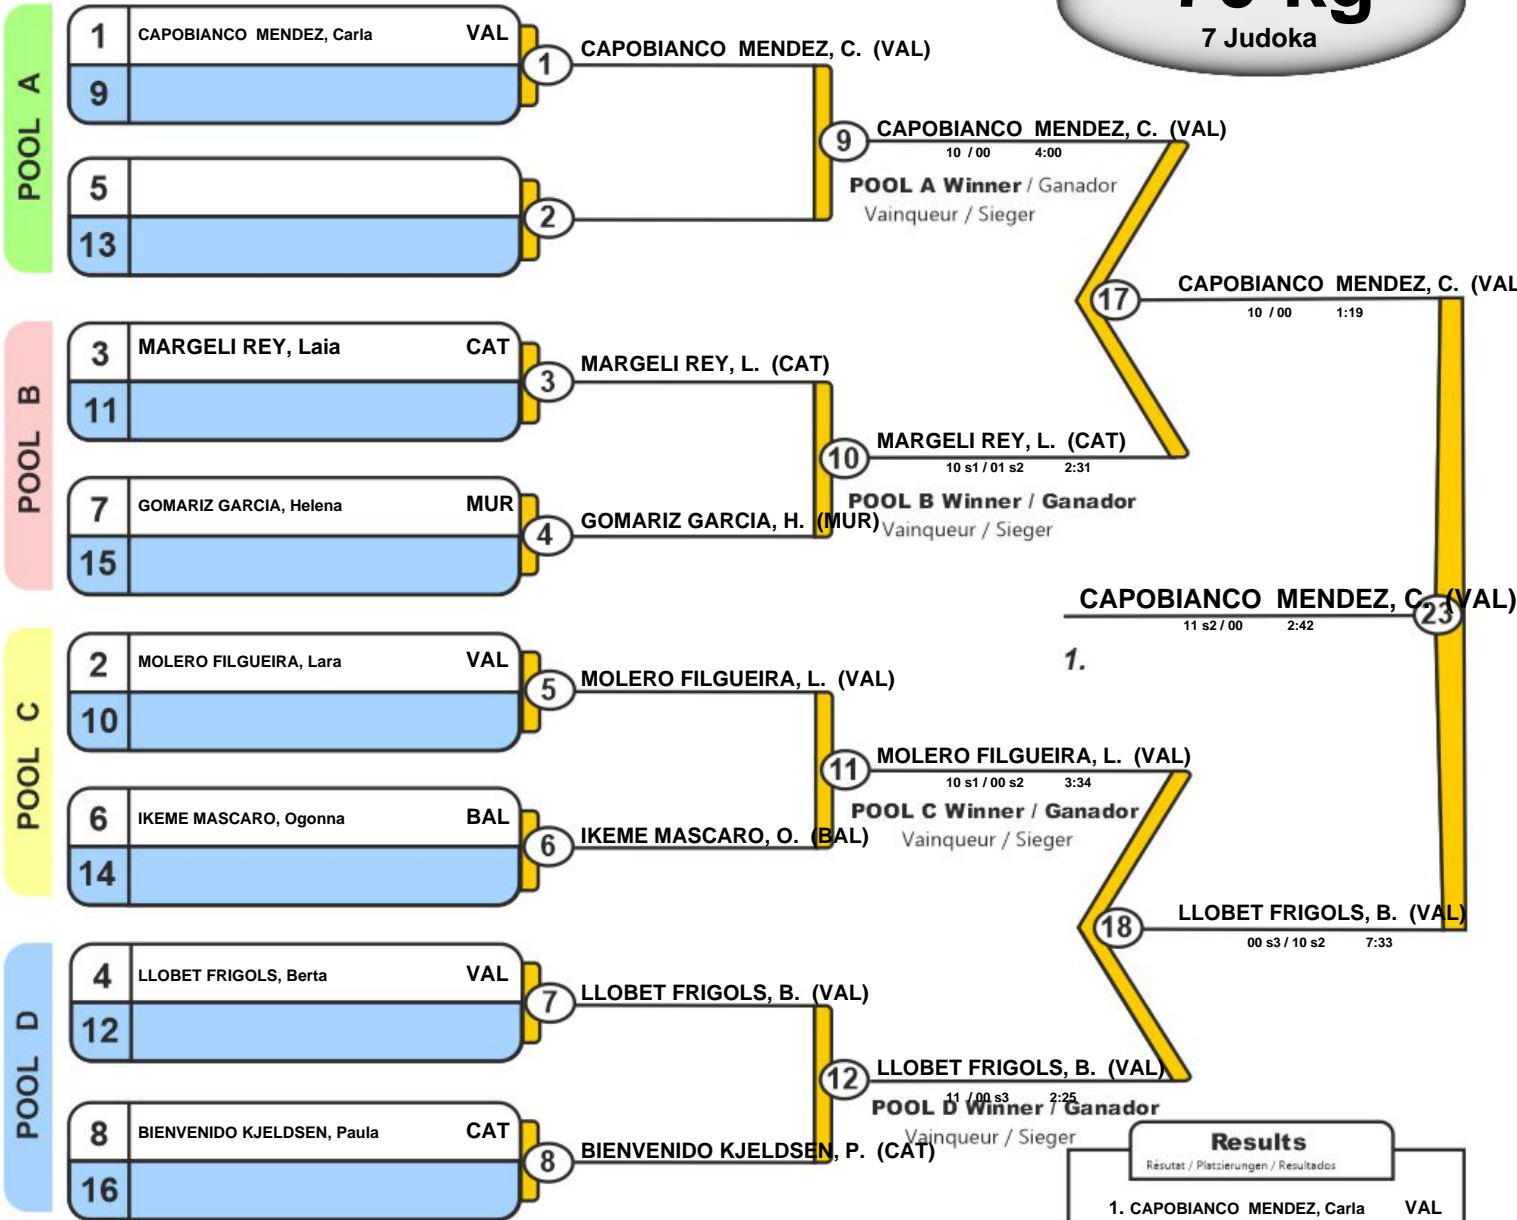 7 Judoka
POOL A
1 CAPOBIANCO MENDEZ, Carla VAL
9
1
CAPOBIANCO MENDEZ, C. (VAL)
5
13
2
9
CAPOBIANCO MENDEZ, C. (VAL)
10 / 00 4:00
POOL A Winner / Ganador
Vainqueur / Sieger
POOL B
3 MARGELI REY, Laia CAT
11
3
MARGELI REY, L. (CAT)
7 GOMARIZ GARCIA, Helena MUR
15
4
GOMARIZ GARCIA, H. (MUR)
10
MARGELI REY, L. (CAT)
10 s1 / 01 s2 2:31
POOL B Winner / Ganador
Vainqueur / Sieger
17
CAPOBIANCO MENDEZ, C. (VAL
10 / 00 1:19
POOL C
2 MOLERO FILGUEIRA, Lara VAL
10
5
MOLERO FILGUEIRA, L. (VAL)
6 IKEME MASCARO, Ogonna BAL
14
6
IKEME MASCARO, O. (BAL)
11
MOLERO FILGUEIRA, L. (VAL)
10 s1 / 00 s2 3:34
POOL C Winner / Ganador
Vainqueur / Sieger
POOL D
4 LLOBET FRIGOLS, Berta VAL
12
7
LLOBET FRIGOLS, B. (VAL)
8 BIENVENIDO KJELDSEN, Paula CAT
16
8
BIENVENIDO KJELDSEN, P. (CAT)
12
LLOBET FRIGOLS, B. (VAL)
11 / 00 s3 2:25
POOL D Winner / Ganador
Vainqueur / Sieger
18
LLOBET FRIGOLS, B. (VAL)
00 s3 / 10 s2 7:33
CAPOBIANCO MENDEZ, C. (VAL)
23
11 s2 / 00 2:42
1.
Results
Résutat / Platzierungen / Resultados
1. CAPOBIANCO MENDEZ, Carla VAL